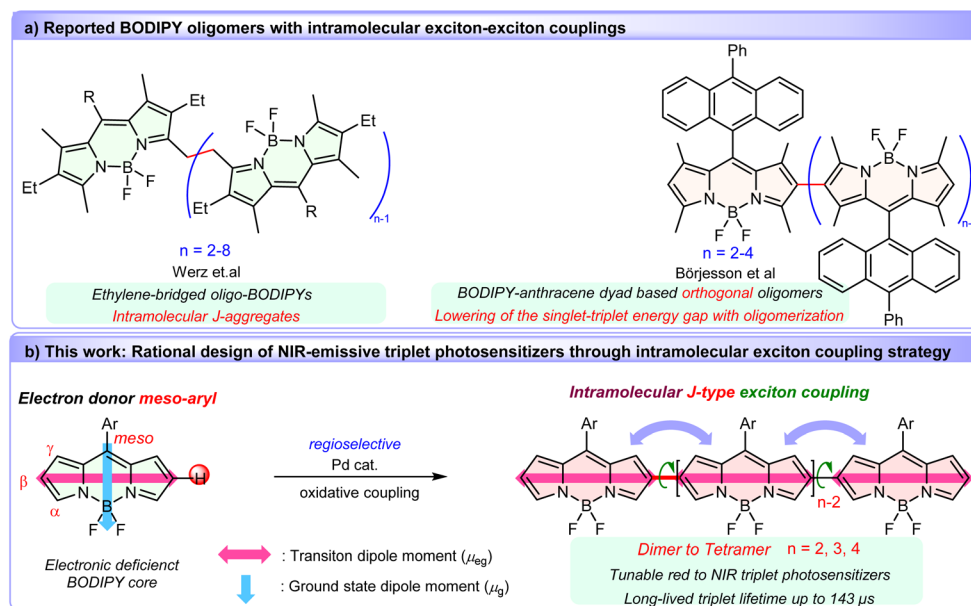 a) Reported BODIPY oligomers with intramolecular exciton-exciton couplings
Ph
R
Et
F F
B
N N
Et
N N
B
F F
Et
Et
R
n-1
n = 2-8
Werz et.al
Ethylene-bridged oligo-BODIPYs
Intramolecular J-aggregates
F F
B
N N
N N
B
F F
n-
n = 2-4
Börjesson et al
BODIPY-anthracene dyad based orthogonal oligomers
Lowering of the singlet-triplet energy gap with oligomerization
Ph
b) This work: Rational design of NIR-emissive triplet photosensitizers through intramolecular exciton coupling strategy
Electron donor meso-aryl
Ar
meso
γ
β
α
H
N N
B
F F
Electronic deficienct
BODIPY core
regioselective
Pd cat.
oxidative coupling
: Transiton dipole moment (μeg)
: Ground state dipole moment (μg)
Intramolecular J-type exciton coupling
Ar Ar Ar
N N N N N N
B B B
n-2
F F F F F F
Dimer to Tetramer n = 2, 3, 4
Tunable red to NIR triplet photosensitizers
Long-lived triplet lifetime up to 143 μs